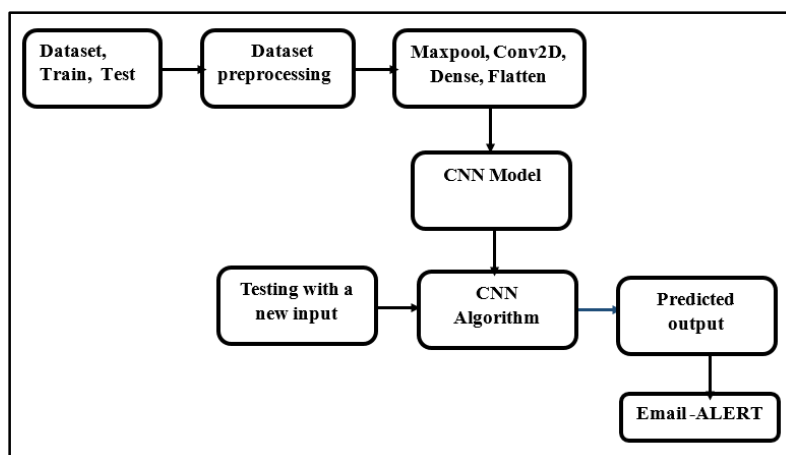 Dataset,
Train, Test
Dataset
preprocessing
Maxpool, Conv2D,
Dense, Flatten
CNN Model
Testing with a
new input
CNN
Algorithm
Predicted
output
Email-ALERT